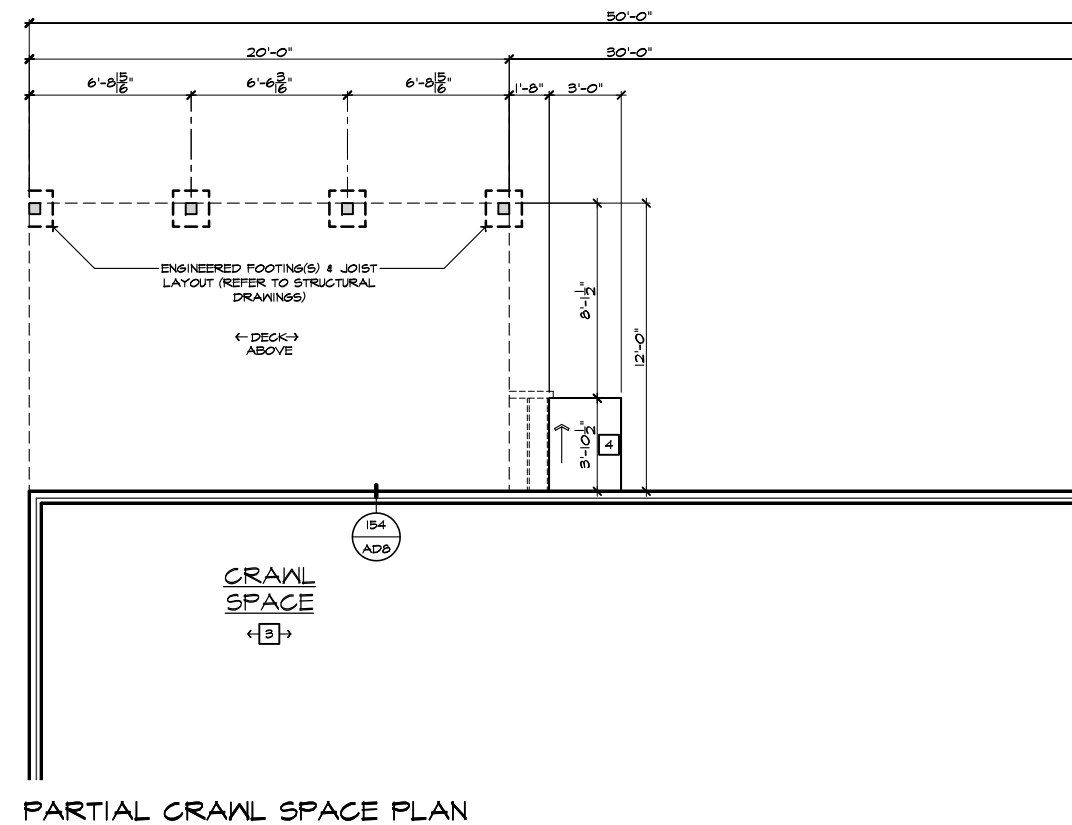 50'-0"
20'-0" 30'-0"
6'-8 15/16" 6'-6 3/16" 6'-8 15/16" 1'-8" 3'-0"
ENGINEERED FOOTING(S) & JOIST
LAYOUT (REFER TO STRUCTURAL
DRAWINGS)
8'-1 1/2"
12'-0"
DECK
ABOVE
3'-10 1/2"
4
154
AD8
CRAWL
SPACE
3
PARTIAL CRAWL SPACE PLAN